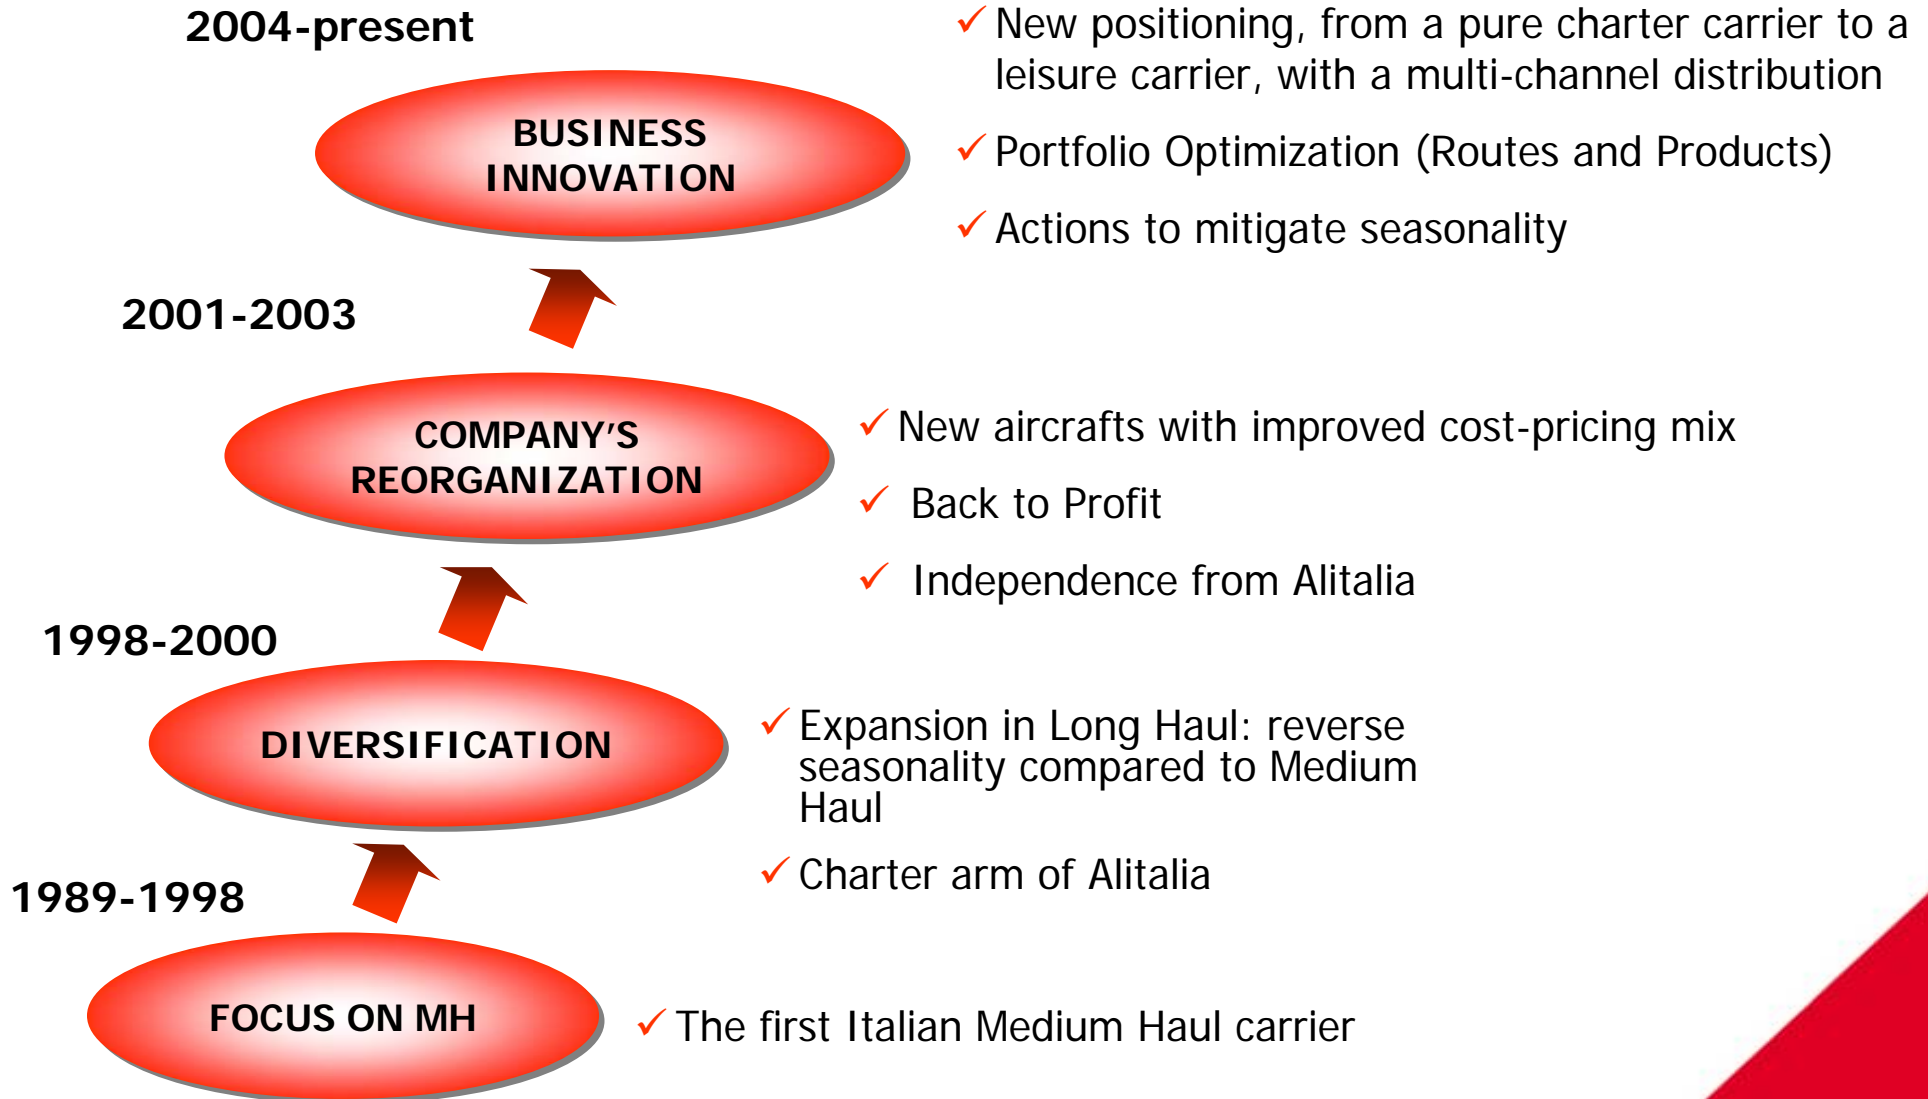 2004-present
BUSINESS
INNOVATION
✓ New positioning, from a pure charter carrier to a
leisure carrier, with a multi-channel distribution
✓ Portfolio Optimization (Routes and Products)
✓ Actions to mitigate seasonality
2001-2003
COMPANY’S
REORGANIZATION
✓ New aircrafts with improved cost-pricing mix
✓ Back to Profit
✓ Independence from Alitalia
1998-2000
DIVERSIFICATION
✓ Expansion in Long Haul: reverse
seasonality compared to Medium
Haul
✓ Charter arm of Alitalia
1989-1998
FOCUS ON MH
✓ The first Italian Medium Haul carrier